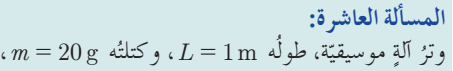 المسألة العاشرة:
وترُ آلةٍ موسيقيّة، طولُه L = 1 m، وكتلتُه m = 20 g،